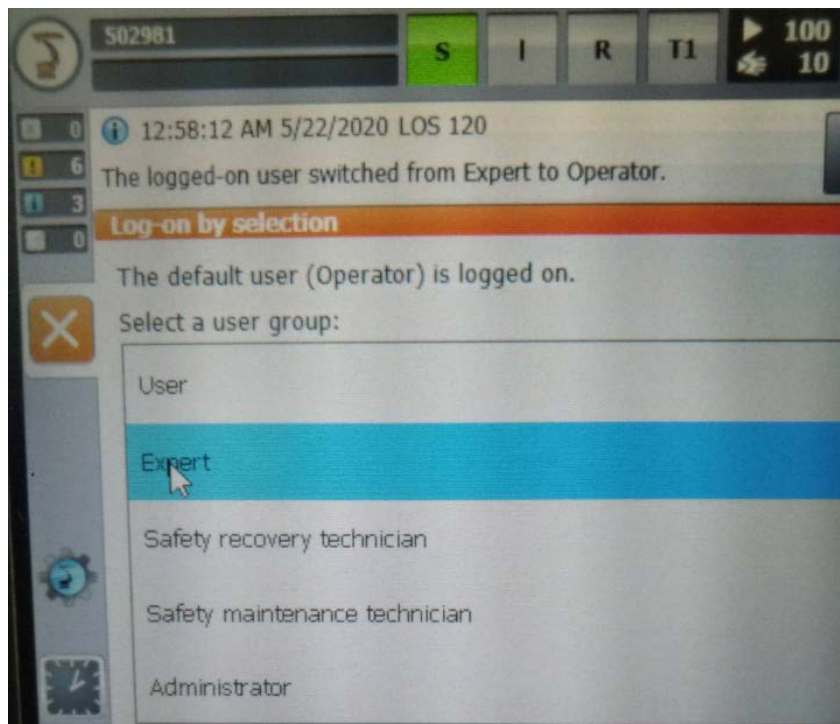 S02981
S I R T1
100
10
0
6
3
0
12:58:12 AM 5/22/2020 LOS 120
The logged-on user switched from Expert to Operator.
Log-on by selection
The default user (Operator) is logged on.
Select a user group:
User
Expert
Safety recovery technician
Safety maintenance technician
Administrator